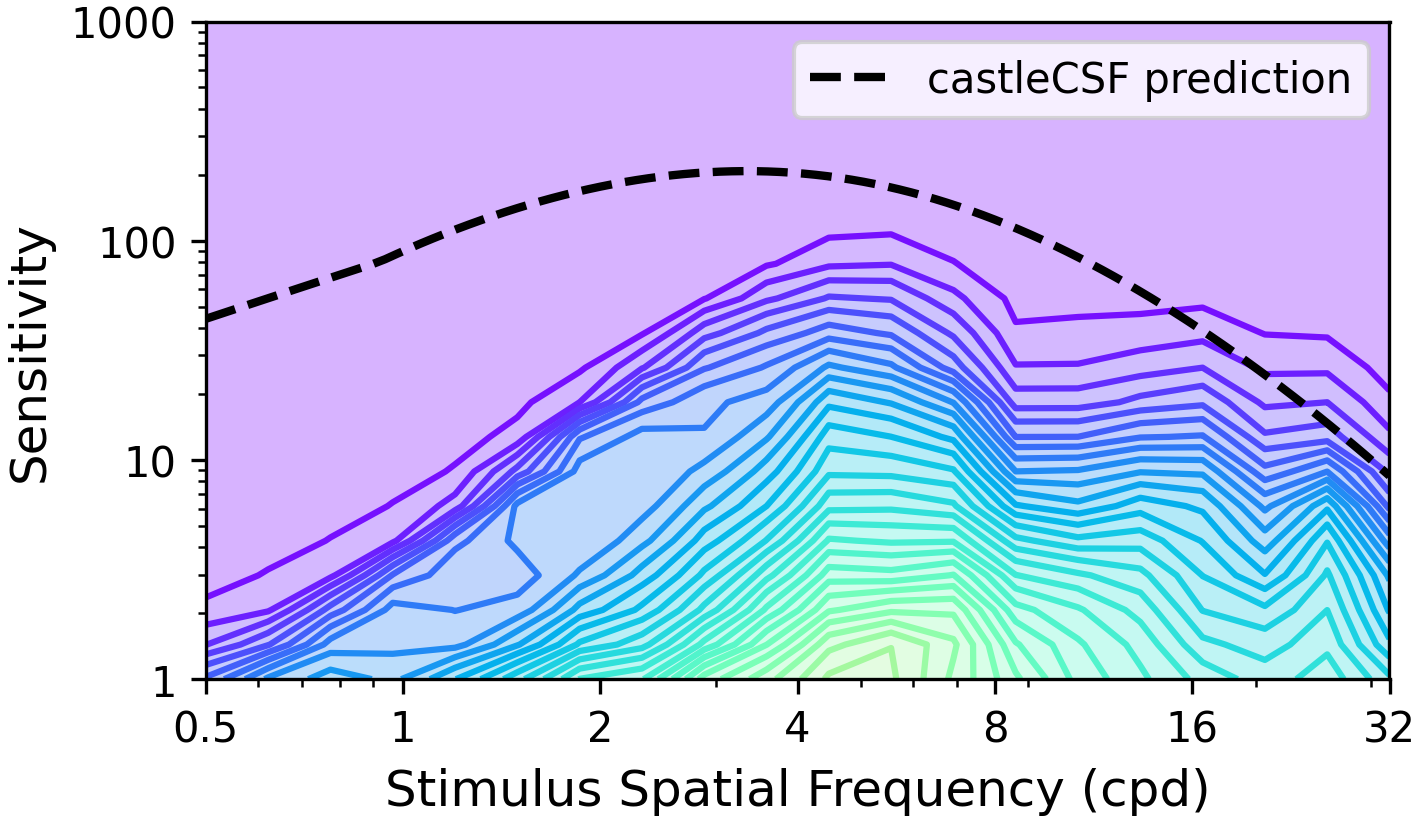 1000
100
10
1
Sensitivity
castleCSF prediction
0.5 1 2 4 8 16 32
Stimulus Spatial Frequency (cpd)